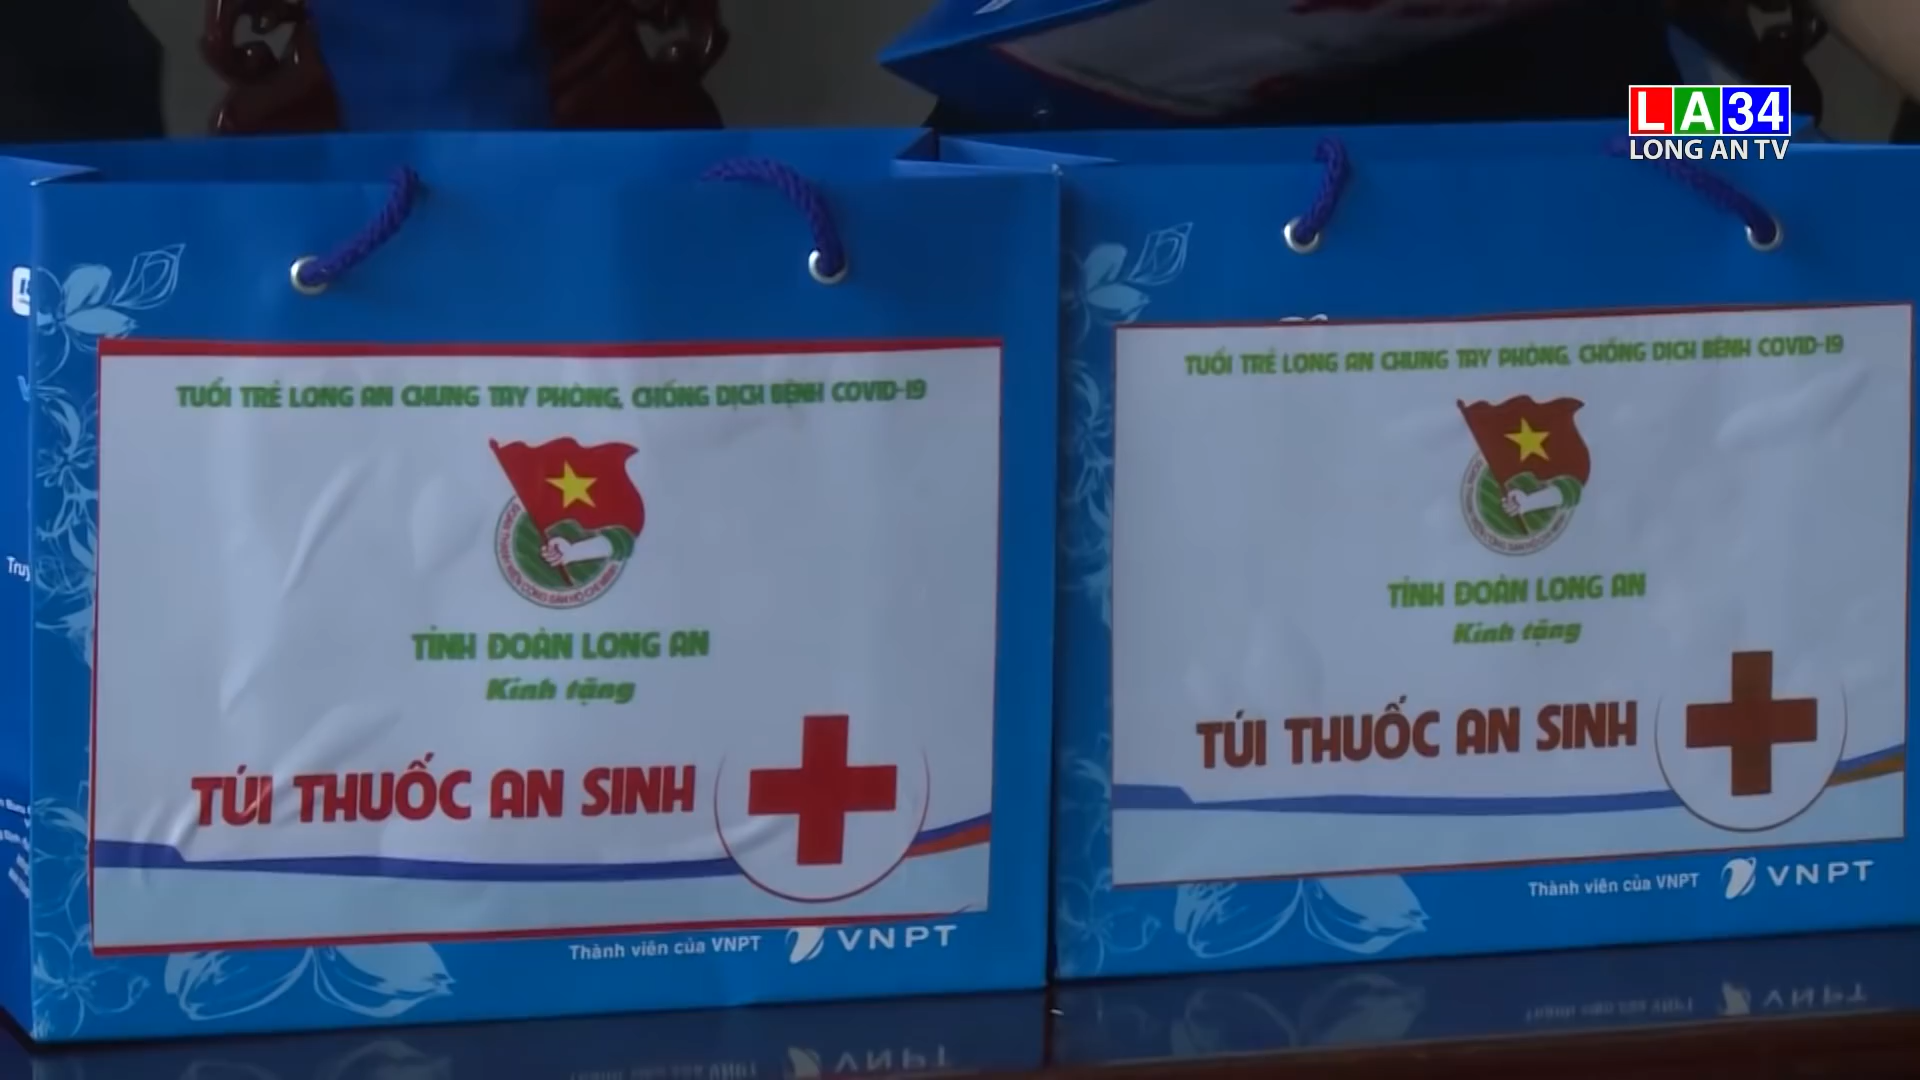 LA34
LONG AN TV
TUỔI TRẺ LONG AN CHUNG TAY PHÒNG, CHỐNG DỊCH BỆNH COVID-19
TỈNH ĐOÀN LONG AN
Kính tặng
TÚI THUỐC AN SINH
Thành viên của VNPT
VNPT
TUỔI TRẺ LONG AN CHUNG TAY PHÒNG, CHỐNG DỊCH BỆNH COVID-19
TỈNH ĐOÀN LONG AN
Kính tặng
TÚI THUỐC AN SINH
Thành viên của VNPT
VNPT